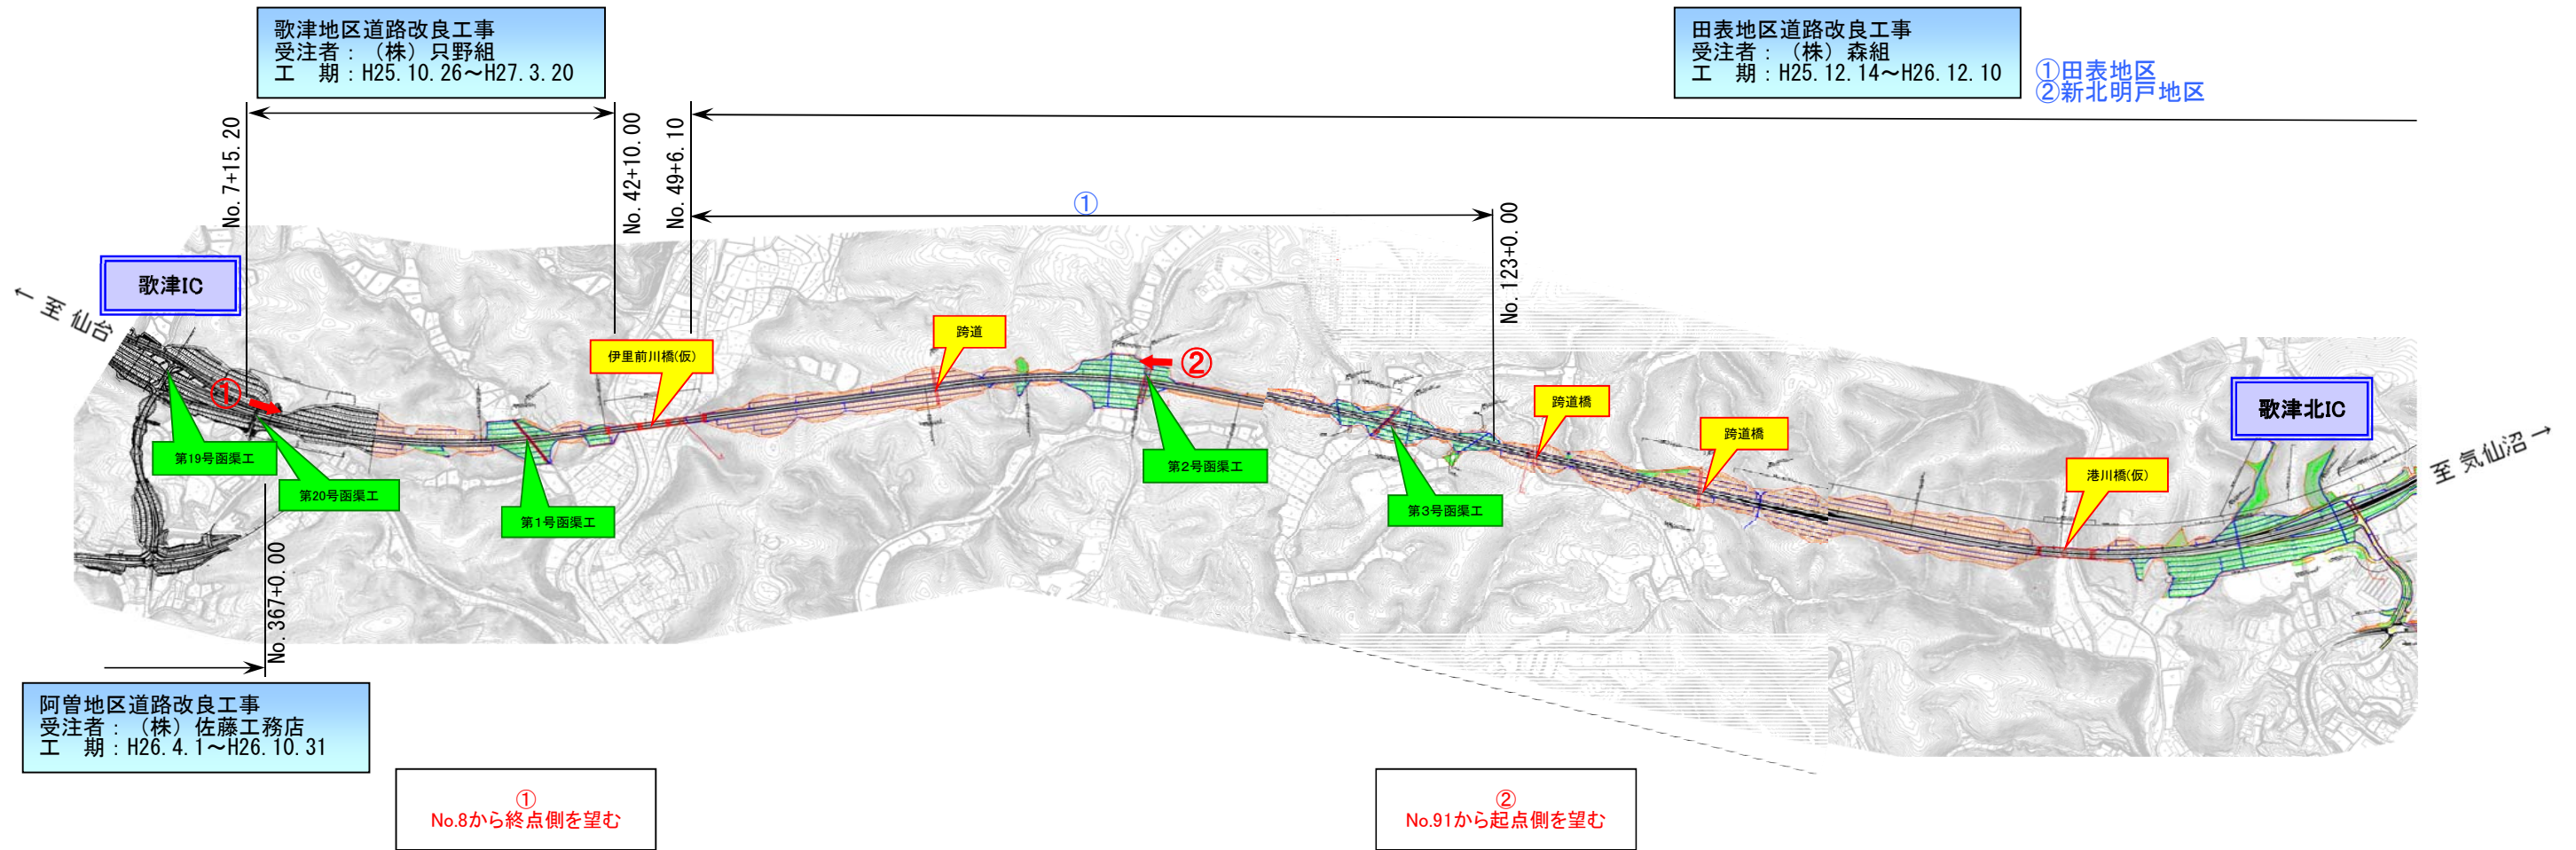 歌津地区道路改良工事
受注者：（株）只野組
工　期：H25.10.26～H27.3.20
田表地区道路改良工事
受注者：（株）森組
工　期：H25.12.14～H26.12.10
①田表地区
②新北明戸地区
No.7+15.20
No.42+10.00
No.49+6.10
①
No.123+0.00
歌津IC
← 至 仙台
①
伊里前川橋(仮)
跨道
②
跨道橋
跨道橋
歌津北IC
至 気仙沼 →
港川橋(仮)
第19号函渠工
第20号函渠工
第1号函渠工
第2号函渠工
第3号函渠工
No.367+0.00
阿曽地区道路改良工事
受注者：（株）佐藤工務店
工　期：H26.4.1～H26.10.31
①
No.8から終点側を望む
②
No.91から起点側を望む